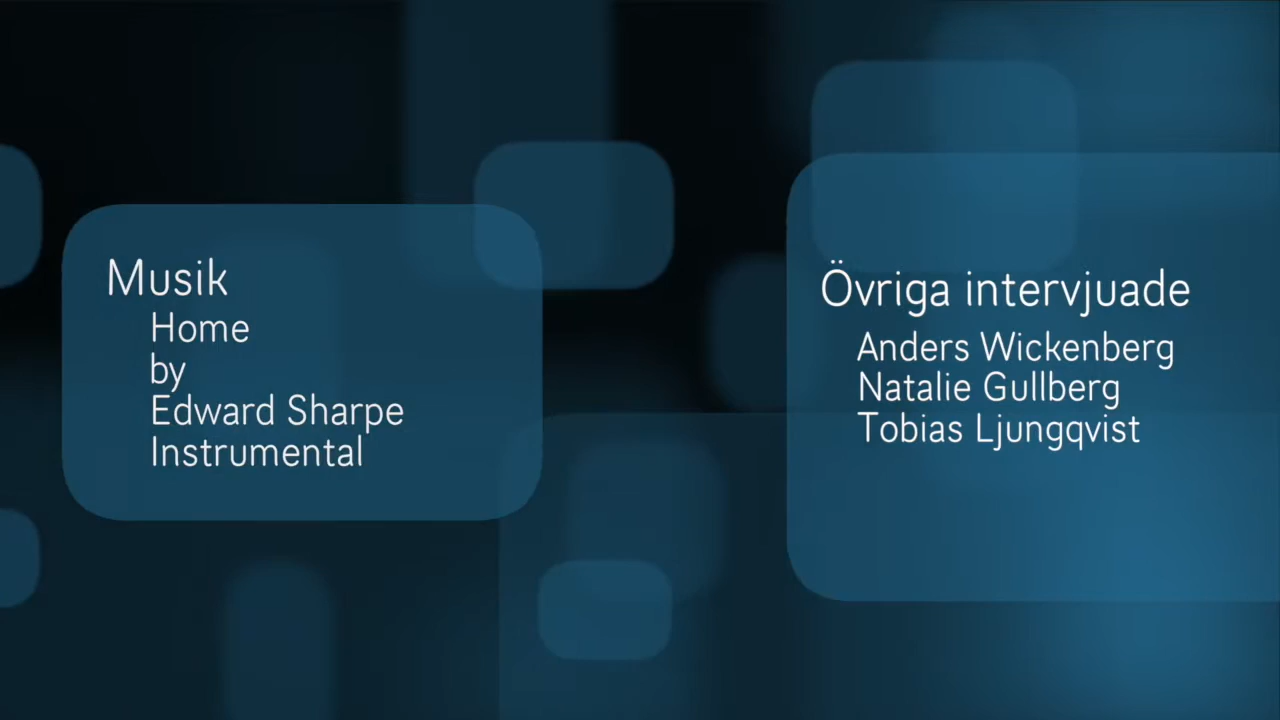 Musik
Home
by
Edward Sharpe
Instrumental
Övriga intervjuade
Anders Wickenberg
Natalie Gullberg
Tobias Ljungqvist